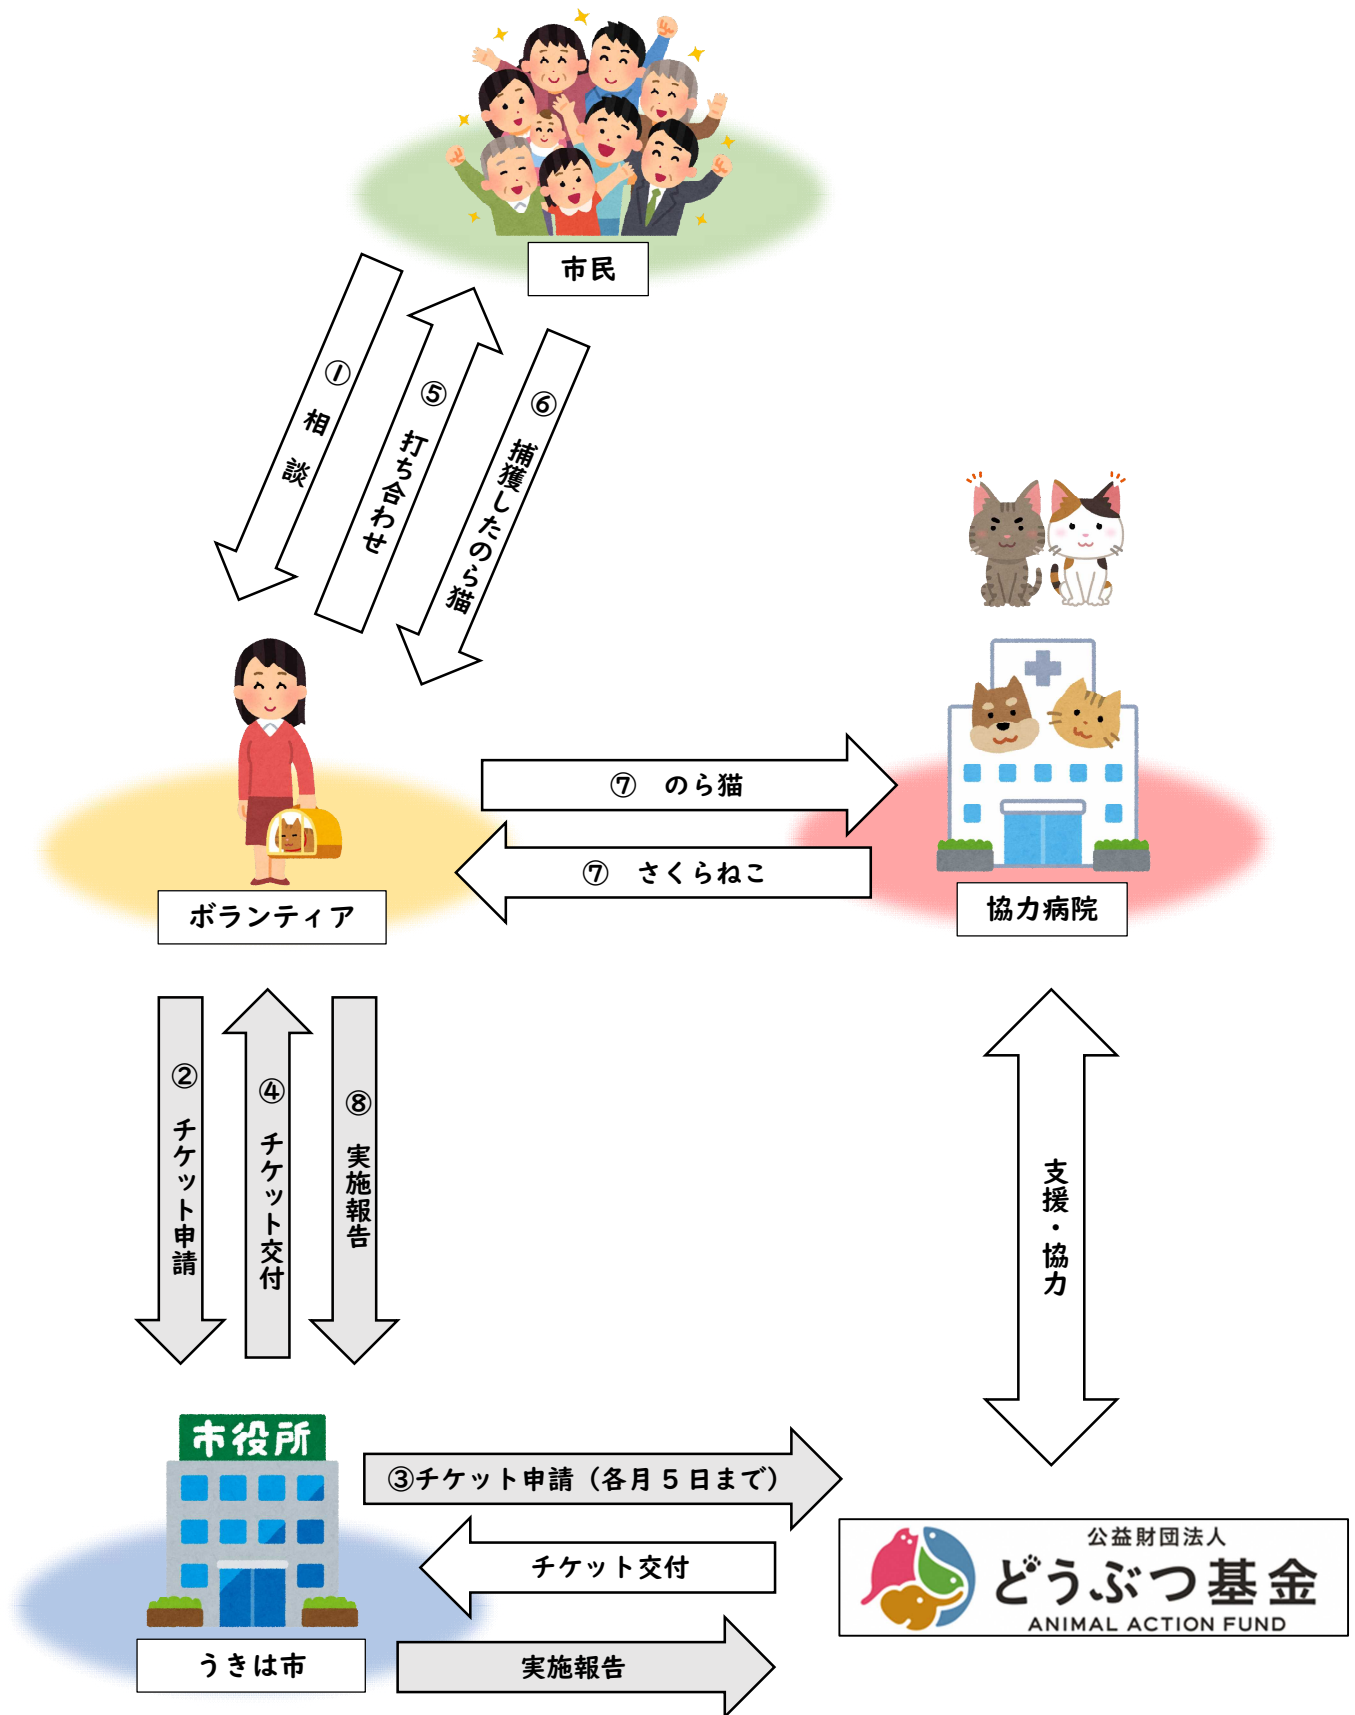 市民
① 相 談
⑤ 打ち合わせ
⑥ 捕獲したのら猫
⑦ のら猫
⑦ さくらねこ
ボランティア
協力病院
② チケット申請
④ チケット交付
⑧ 実施報告
支援・協力
市役所
③チケット申請（各月５日まで）
チケット交付
実施報告
うきは市
公益財団法人
どうぶつ基金
ANIMAL ACTION FUND